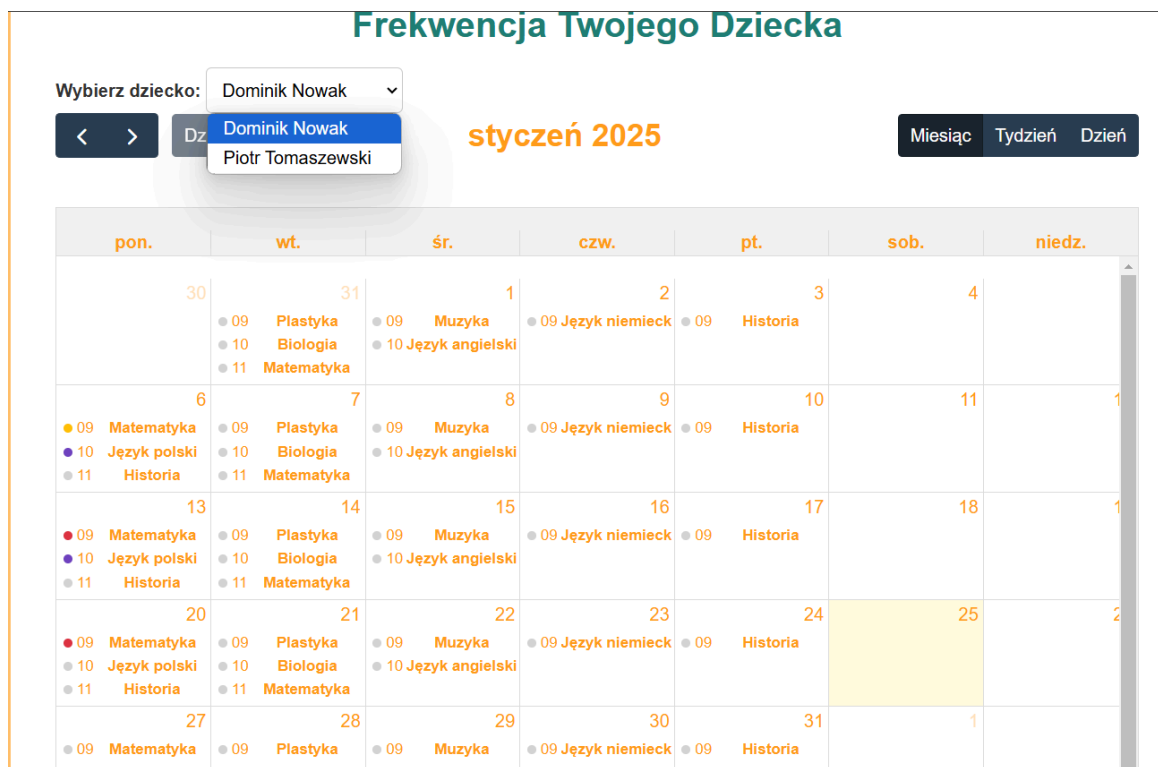 Frekwencja Twojego Dziecka
Wybierz dziecko: Dominik Nowak
Dominik Nowak
Piotr Tomaszewski
Dz
styczeń 2025
Miesiąc Tydzień Dzień
pon. wt. śr. czw. pt. sob. niedz.
30 31 1 2 3 4
09 Plastyka 09 Muzyka 09 Język niemieck 09 Historia
10 Biologia 10 Język angielski
11 Matematyka
6 7 8 9 10 11
09 Matematyka 09 Plastyka 09 Muzyka 09 Język niemieck 09 Historia
10 Język polski 10 Biologia 10 Język angielski
11 Historia 11 Matematyka
13 14 15 16 17 18
09 Matematyka 09 Plastyka 09 Muzyka 09 Język niemieck 09 Historia
10 Język polski 10 Biologia 10 Język angielski
11 Historia 11 Matematyka
20 21 22 23 24 25
09 Matematyka 09 Plastyka 09 Muzyka 09 Język niemieck 09 Historia
10 Język polski 10 Biologia 10 Język angielski
11 Historia 11 Matematyka
27 28 29 30 31 1
09 Matematyka 09 Plastyka 09 Muzyka 09 Język niemieck 09 Historia